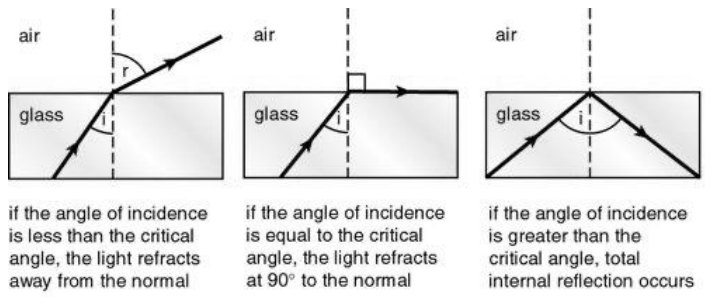 air
r
glass
i
if the angle of incidence
is less than the critical
angle, the light refracts
away from the normal
air
glass
i
if the angle of incidence
is equal to the critical
angle, the light refracts
at 90° to the normal
air
glass
i
if the angle of incidence
is greater than the
critical angle, total
internal reflection occurs